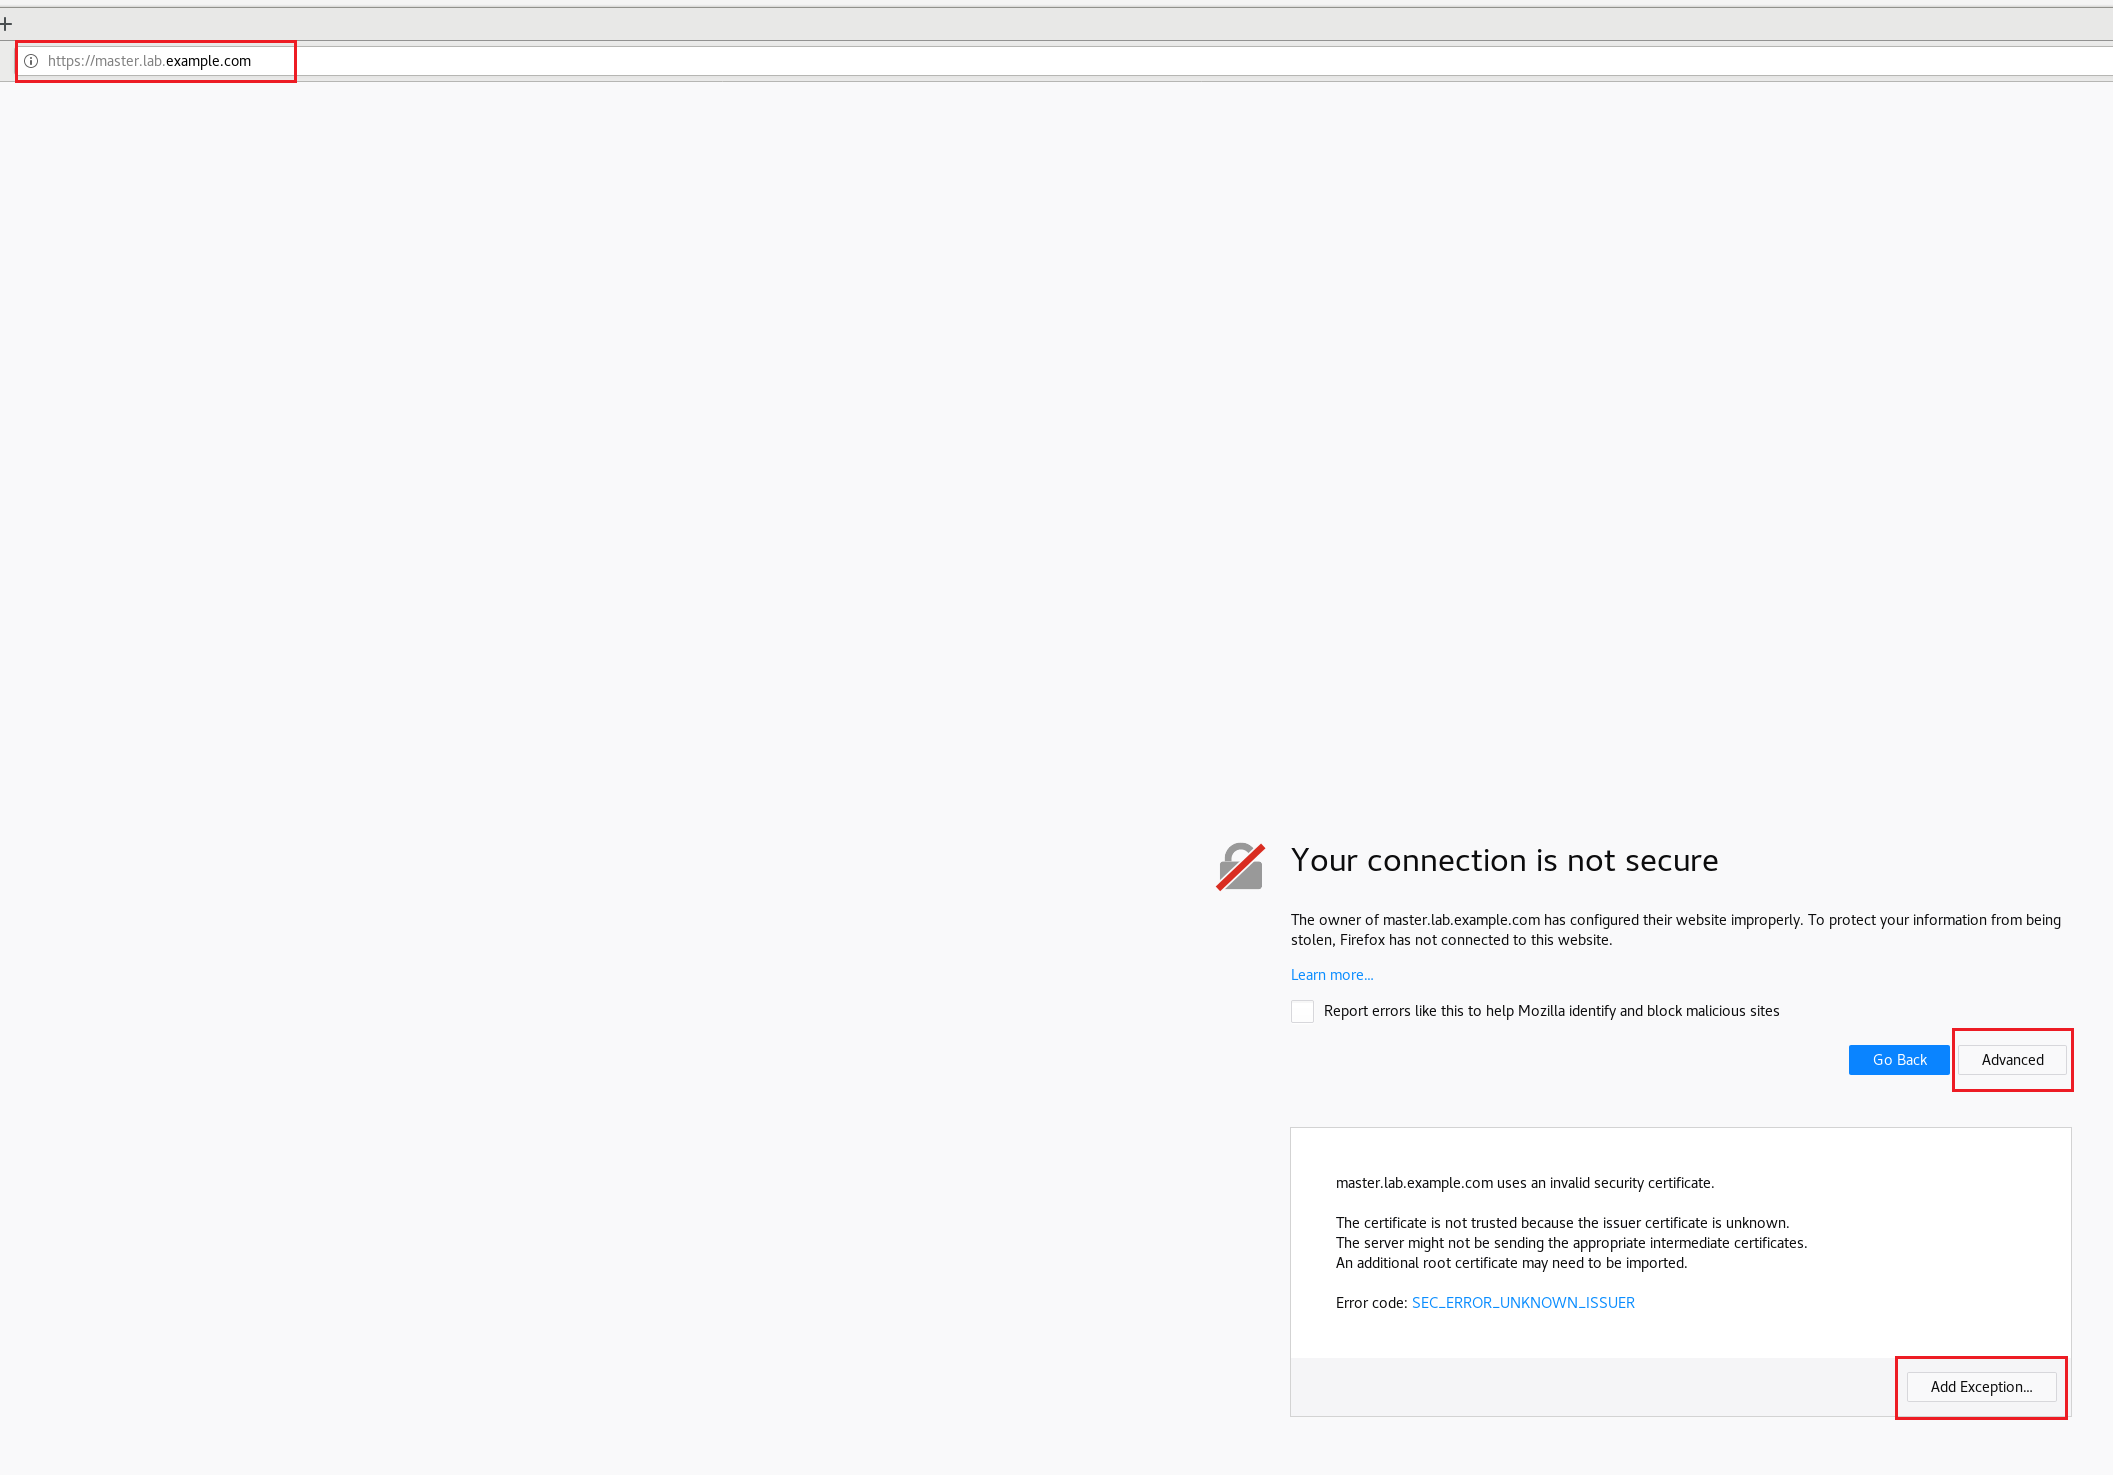 https://master.lab.example.com
Your connection is not secure
The owner of master.lab.example.com has configured their website improperly. To protect your information from being
stolen, Firefox has not connected to this website.
Learn more...
Report errors like this to help Mozilla identify and block malicious sites
Go Back
Advanced
master.lab.example.com uses an invalid security certificate.
The certificate is not trusted because the issuer certificate is unknown.
The server might not be sending the appropriate intermediate certificates.
An additional root certificate may need to be imported.
Error code: SEC_ERROR_UNKNOWN_ISSUER
Add Exception...